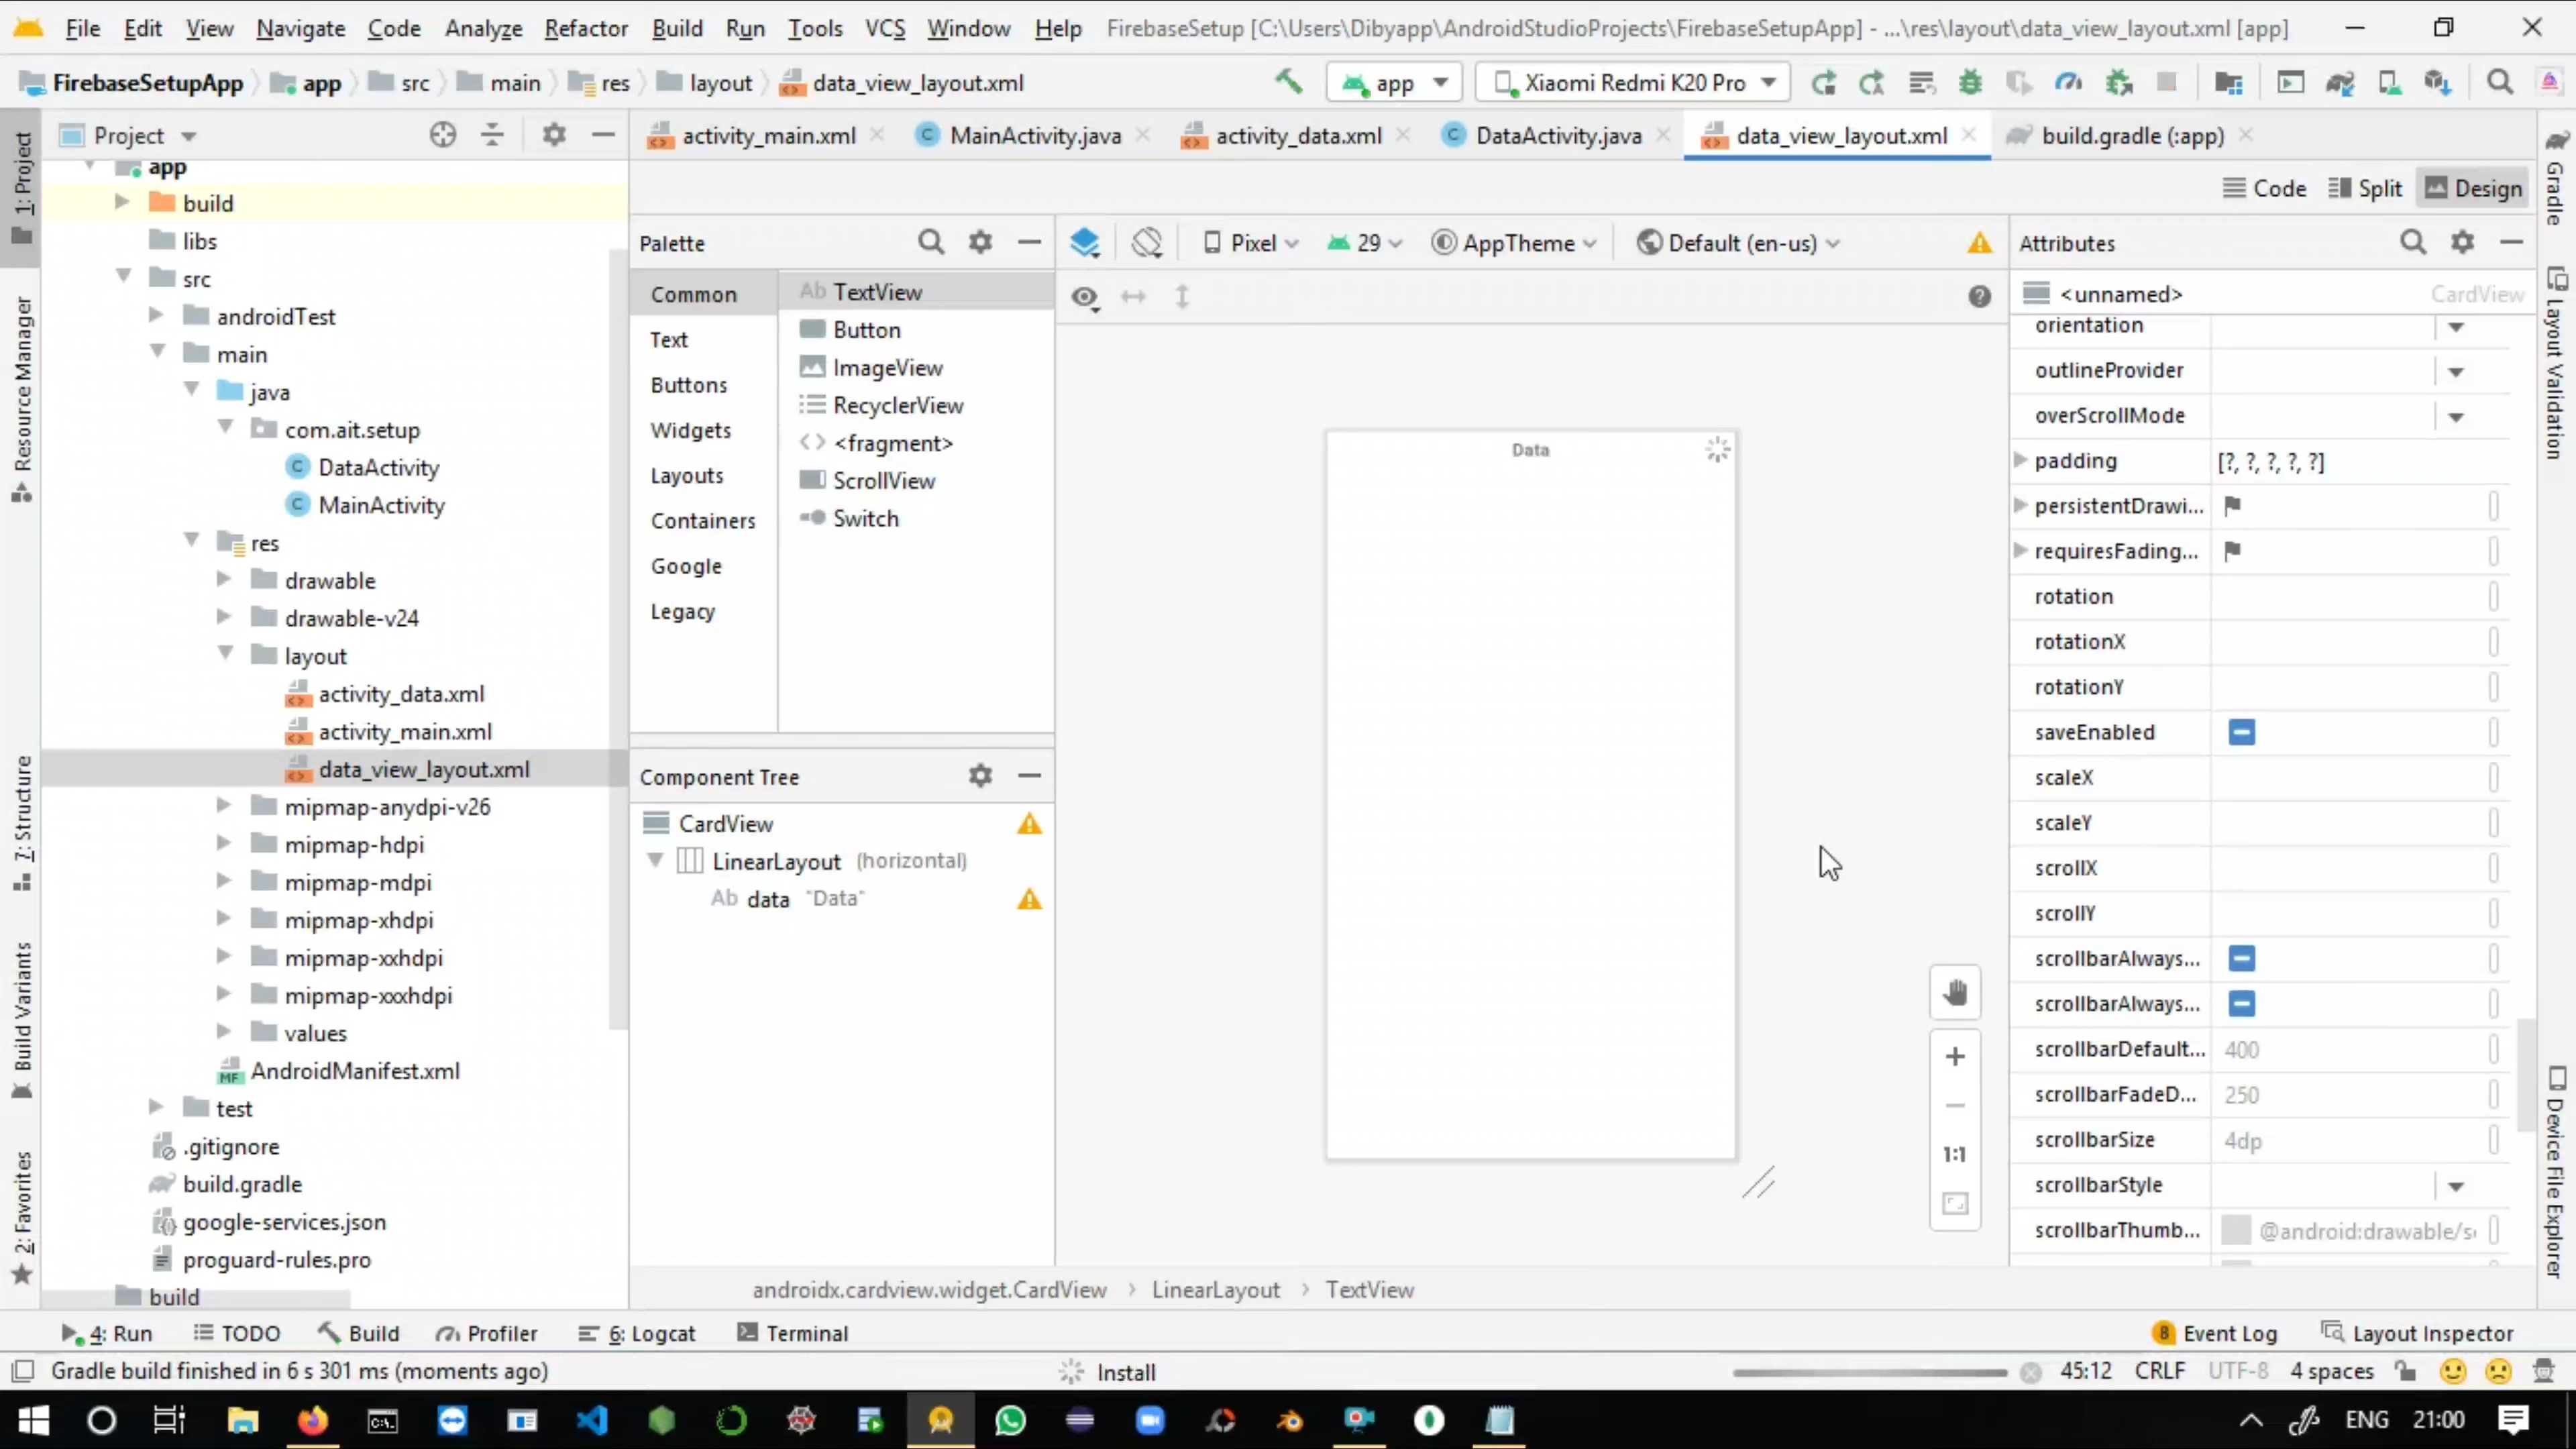 File Edit View Navigate Code Analyze Refactor Build Run Tools VCS Window Help FirebaseSetup [C:\Users\Dibyapp\AndroidStudioProjects\FirebaseSetupApp] - ...\res\layout\data_view_layout.xml [app]
FirebaseSetupApp app src main res layout data_view_layout.xml app Xiaomi Redmi K20 Pro
1: Project
Resource Manager
7: Structure
Build Variants
2: Favorites
Project
app
build
libs
src
androidTest
main
java
com.ait.setup
DataActivity
MainActivity
res
drawable
drawable-v24
layout
activity_data.xml
activity_main.xml
data_view_layout.xml
mipmap-anydpi-v26
mipmap-hdpi
mipmap-mdpi
mipmap-xhdpi
mipmap-xxhdpi
mipmap-xxxhdpi
values
AndroidManifest.xml
test
.gitignore
build.gradle
google-services.json
proguard-rules.pro
build
activity_main.xml MainActivity.java activity_data.xml DataActivity.java data_view_layout.xml build.gradle (:app)
Code Split Design
Palette
Common
Text
Buttons
Widgets
Layouts
Containers
Google
Legacy
Ab TextView
Button
ImageView
RecyclerView
<> <fragment>
ScrollView
Switch
Component Tree
CardView
LinearLayout (horizontal)
Ab data "Data"
Pixel 29 AppTheme Default (en-us)
Data
1:1
androidx.cardview.widget.CardView › LinearLayout › TextView
Attributes
<unnamed> CardView
orientation
outlineProvider
overScrollMode
padding [?, ?, ?, ?, ?]
persistentDrawi...
requiresFading...
rotation
rotationX
rotationY
saveEnabled
scaleX
scaleY
scrollX
scrollY
scrollbarAlways...
scrollbarAlways...
scrollbarDefault... 400
scrollbarFadeD... 250
scrollbarSize 4dp
scrollbarStyle
scrollbarThumb... @android:drawable/s
Gradle
Layout Validation
Device File Explorer
4: Run TODO Build Profiler 6: Logcat Terminal 8 Event Log Layout Inspector
Gradle build finished in 6 s 301 ms (moments ago) Install 45:12 CRLF UTF-8 4 spaces
ENG 21:00